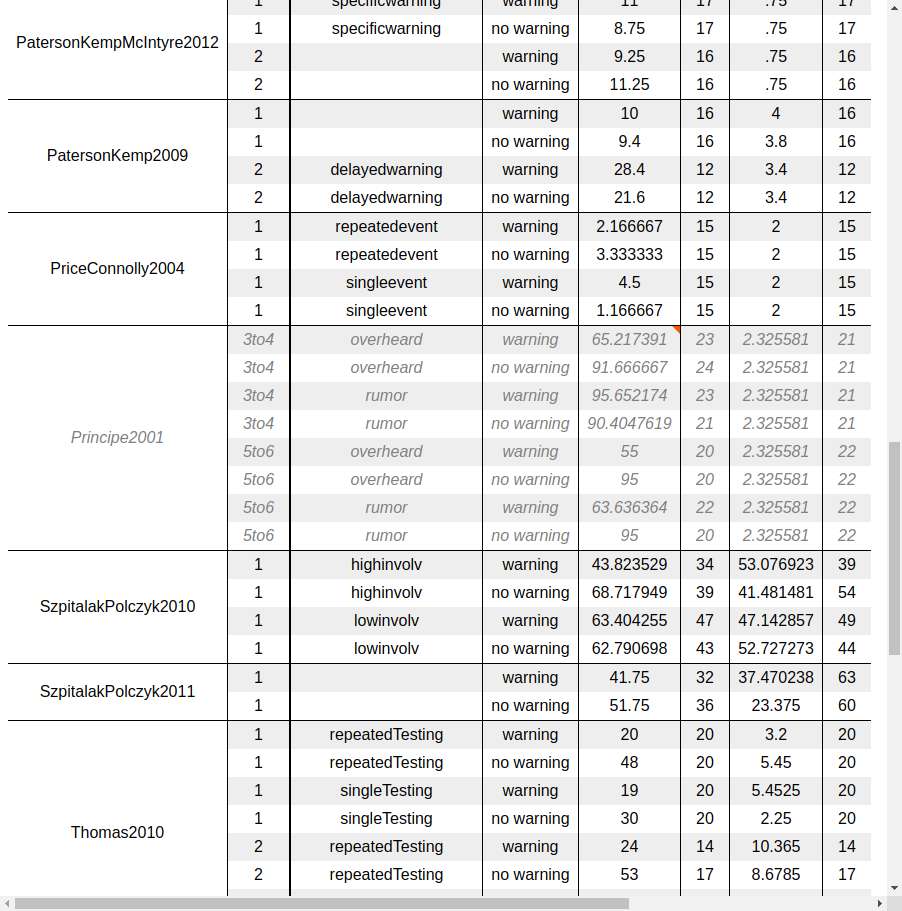 1 specificwarning warning 11 17 .75 17
PatersonKempMcIntyre2012 1 specificwarning no warning 8.75 17 .75 17
2 warning 9.25 16 .75 16
2 no warning 11.25 16 .75 16
1 warning 10 16 4 16
PatersonKemp2009 1 no warning 9.4 16 3.8 16
2 delayedwarning warning 28.4 12 3.4 12
2 delayedwarning no warning 21.6 12 3.4 12
1 repeatedevent warning 2.166667 15 2 15
PriceConnolly2004 1 repeatedevent no warning 3.333333 15 2 15
1 singleevent warning 4.5 15 2 15
1 singleevent no warning 1.166667 15 2 15
3to4 overheard warning 65.217391 23 2.325581 21
3to4 overheard no warning 91.666667 24 2.325581 21
3to4 rumor warning 95.652174 23 2.325581 21
3to4 rumor no warning 90.4047619 21 2.325581 21
Principe2001 5to6 overheard warning 55 20 2.325581 22
5to6 overheard no warning 95 20 2.325581 22
5to6 rumor warning 63.636364 22 2.325581 22
5to6 rumor no warning 95 20 2.325581 22
1 highinvolv warning 43.823529 34 53.076923 39
SzpitalakPolczyk2010 1 highinvolv no warning 68.717949 39 41.481481 54
1 lowinvolv warning 63.404255 47 47.142857 49
1 lowinvolv no warning 62.790698 43 52.727273 44
SzpitalakPolczyk2011 1 warning 41.75 32 37.470238 63
1 no warning 51.75 36 23.375 60
1 repeatedTesting warning 20 20 3.2 20
1 repeatedTesting no warning 48 20 5.45 20
1 singleTesting warning 19 20 5.4525 20
1 singleTesting no warning 30 20 2.25 20
Thomas2010 2 repeatedTesting warning 24 14 10.365 14
2 repeatedTesting no warning 53 17 8.6785 17